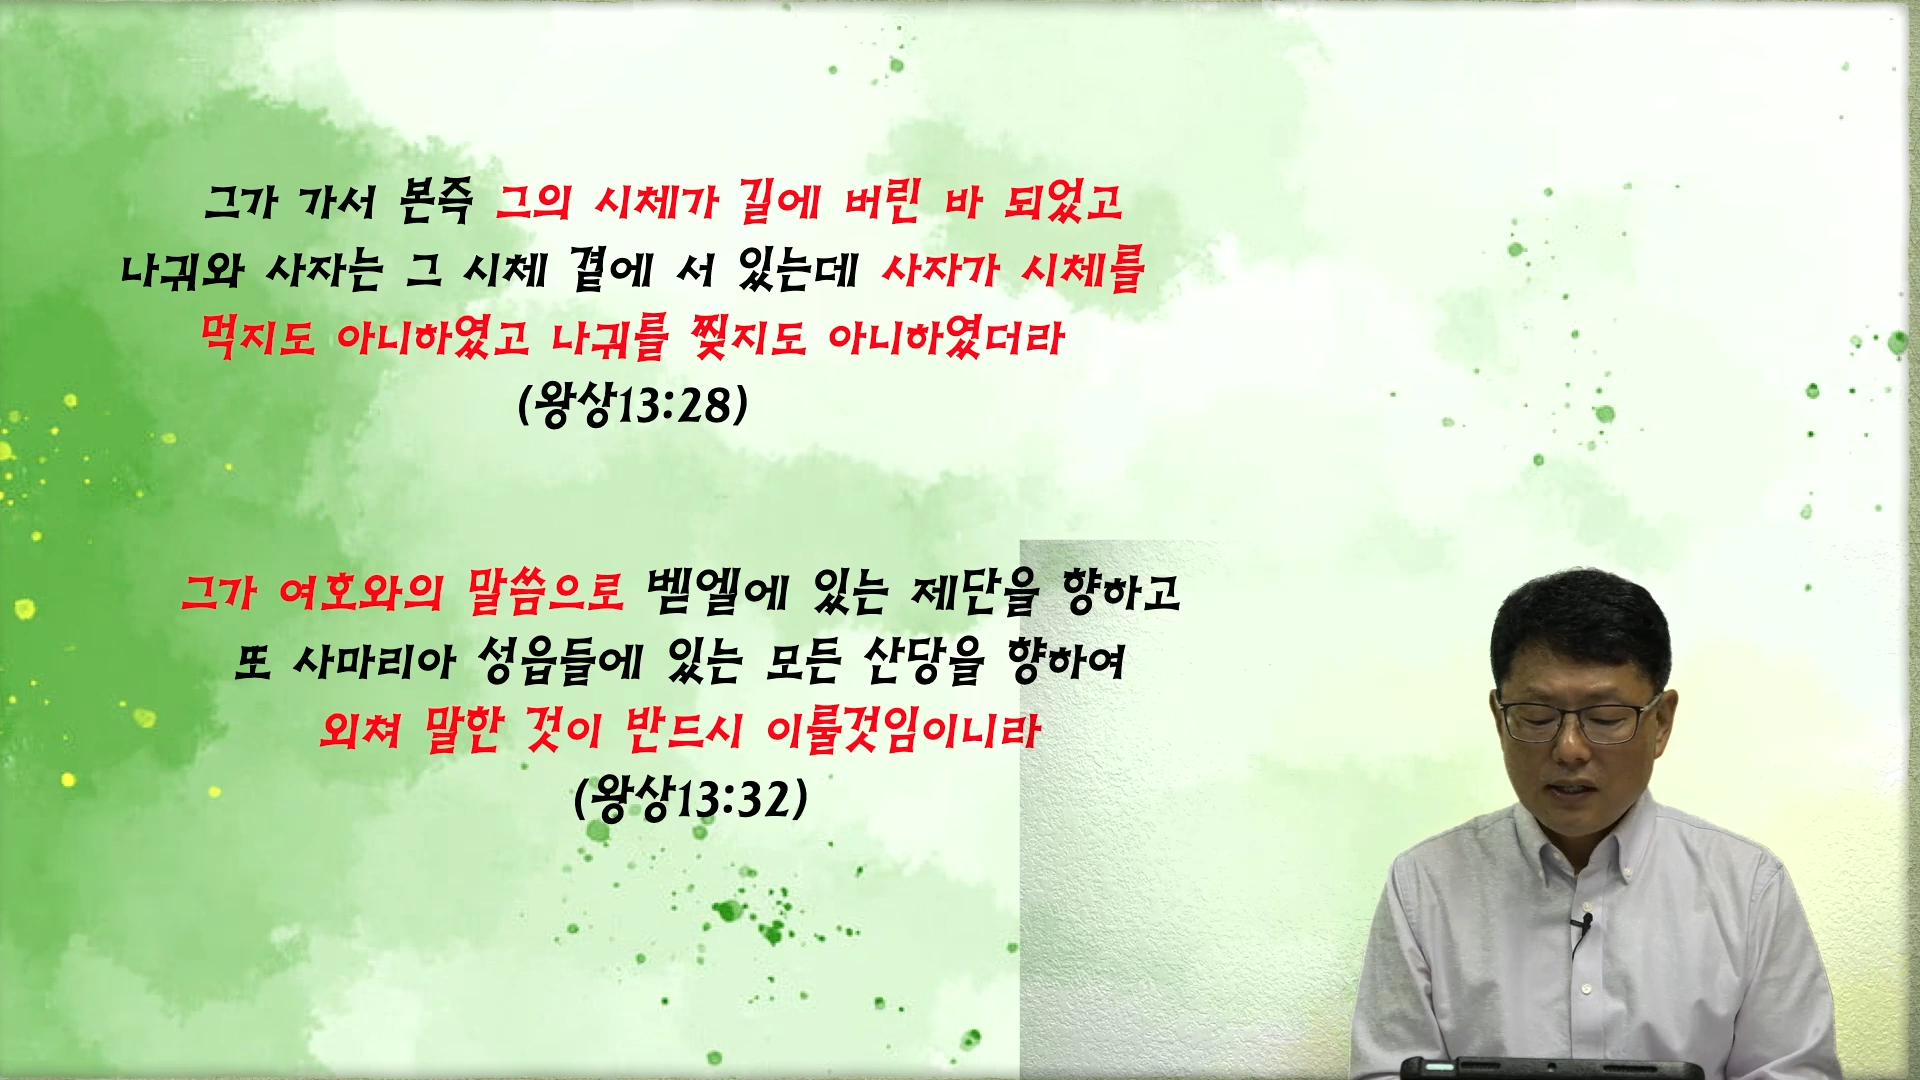 그가 가서 본즉 그의 시체가 길에 버린 바 되었고
나귀와 사자는 그 시체 곁에 서 있는데 사자가 시체를
먹지도 아니하였고 나귀를 찢지도 아니하였더라
(왕상13:28)
그가 여호와의 말씀으로 벧엘에 있는 제단을 향하고
또 사마리아 성읍들에 있는 모든 산당을 향하여
외쳐 말한 것이 반드시 이룰것임이니라
(왕상13:32)